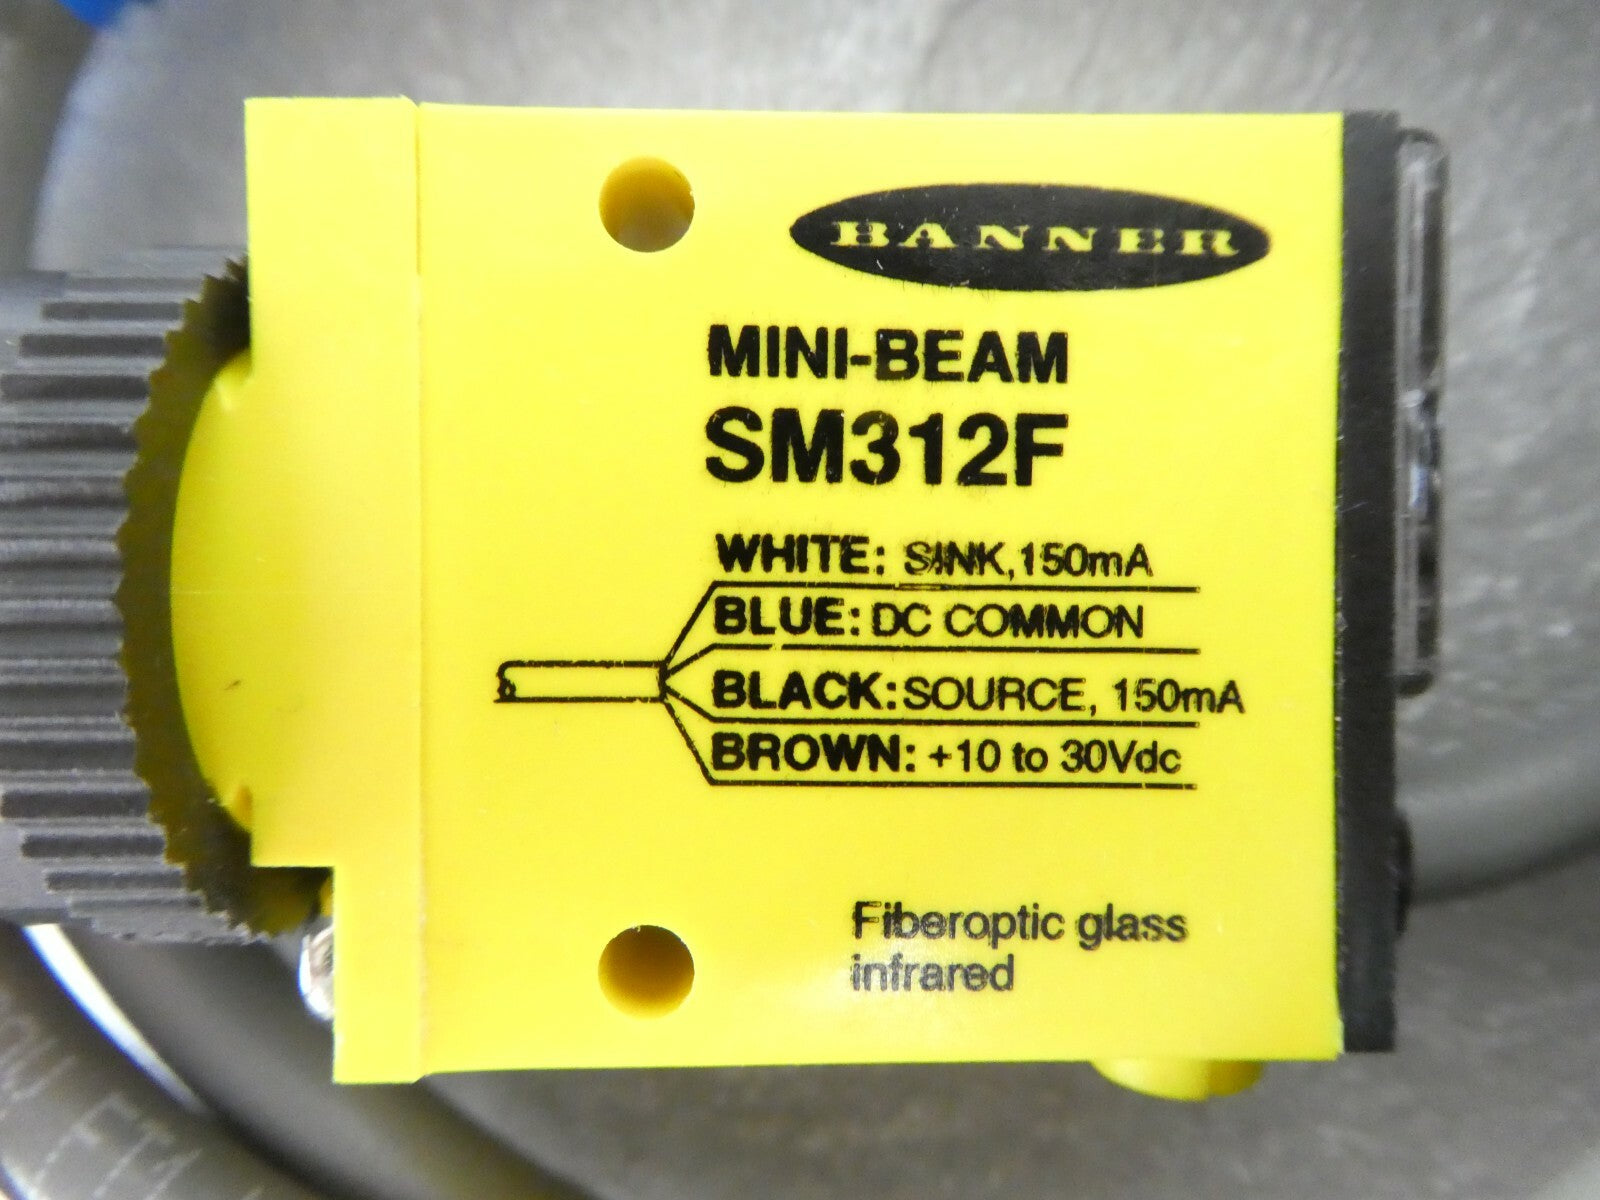 BANNER
MINI-BEAM
SM312F
WHITE: SINK,150mA
BLUE: DC COMMON
BLACK:SOURCE, 150mA
BROWN: +10 to 30Vdc
Fiberoptic glass
infrared